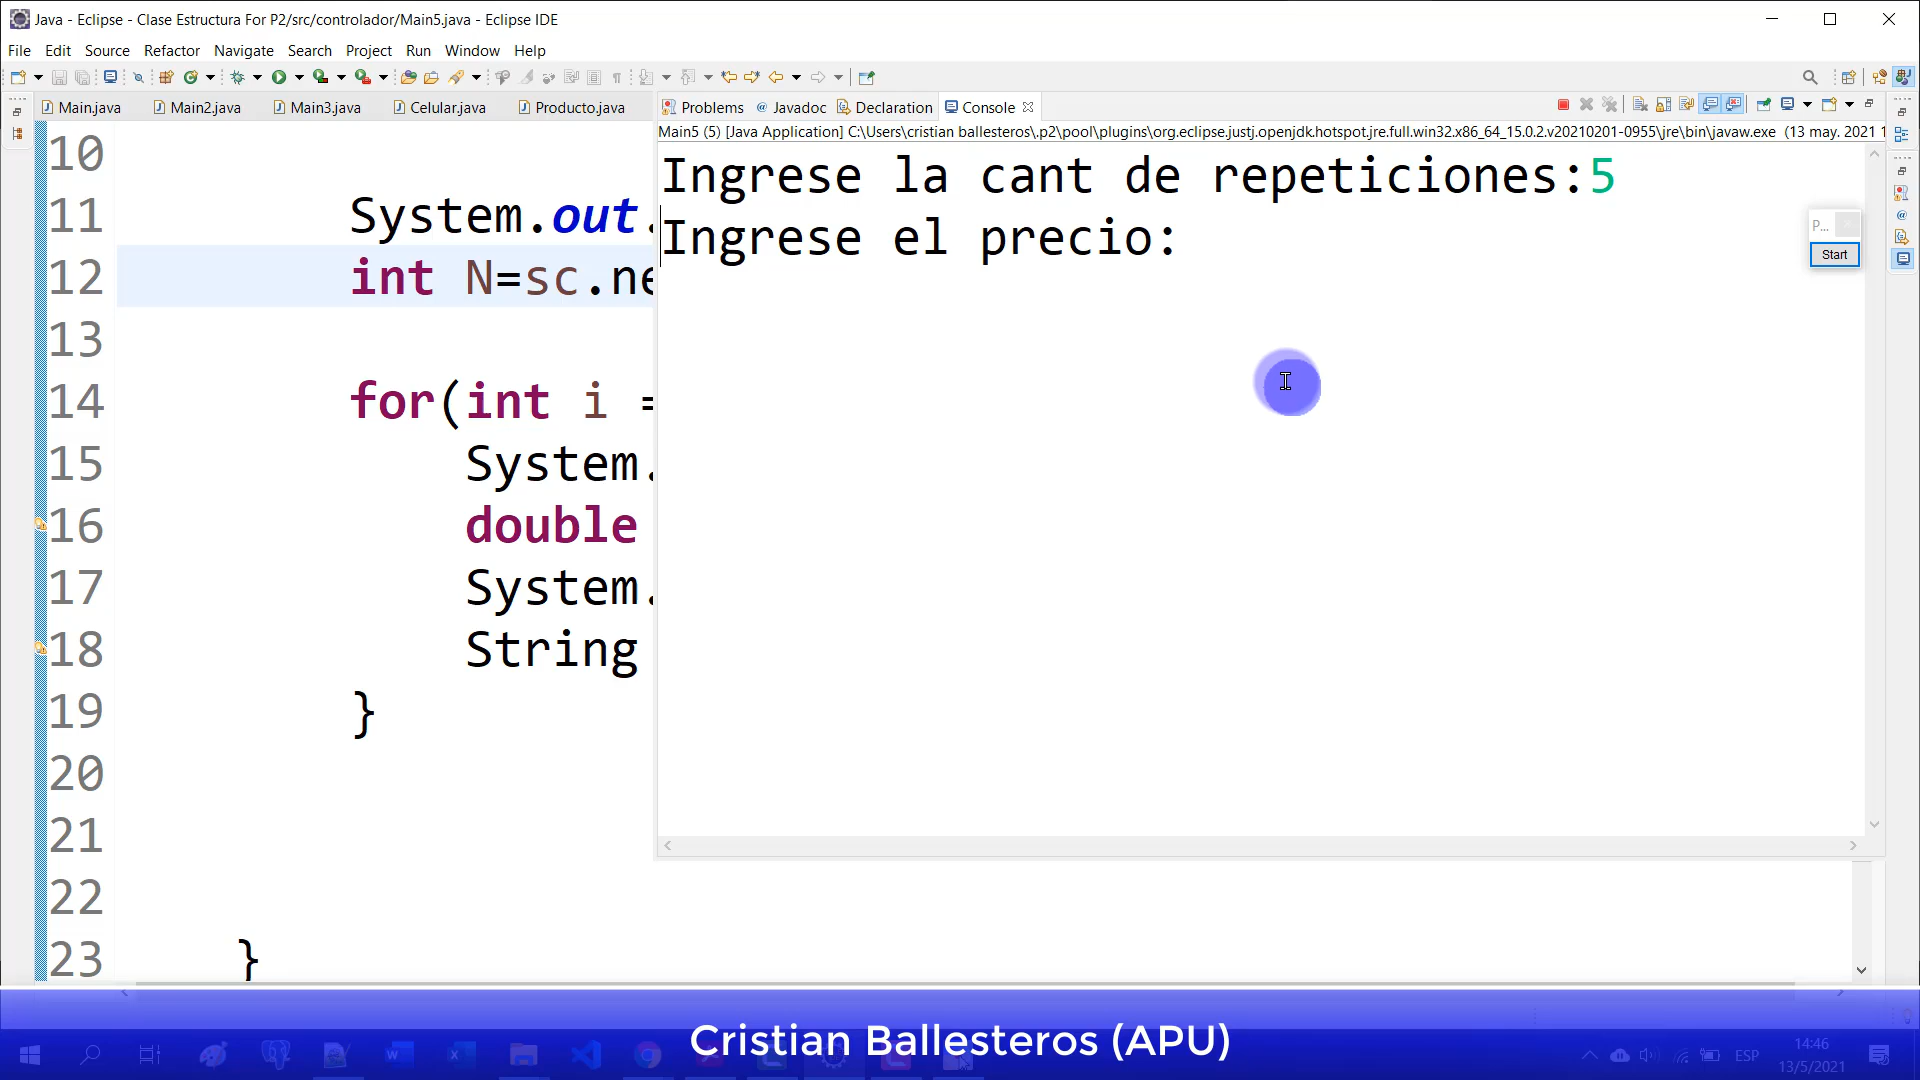 Java - Eclipse - Clase Estructura For P2/src/controlador/Main5.java - Eclipse IDE
File Edit Source Refactor Navigate Search Project Run Window Help
Main.java Main2.java Main3.java Celular.java Producto.java
Problems Javadoc Declaration Console
Main5 (5) [Java Application] C:\Users\cristian ballesteros\.p2\pool\plugins\org.eclipse.justj.openjdk.hotspot.jre.full.win32.x86_64_15.0.2.v20210201-0955\jre\bin\javaw.exe (13 may. 2021 1
Ingrese la cant de repeticiones:5
Ingrese el precio:
P...
Start
10
11 System.out.
12 int N=sc.ne
13
14 for(int i =
15 System.
16 double
17 System.
18 String
19 }
20
21
22
23 }
Cristian Ballesteros (APU)
ESP
14:46
13/5/2021